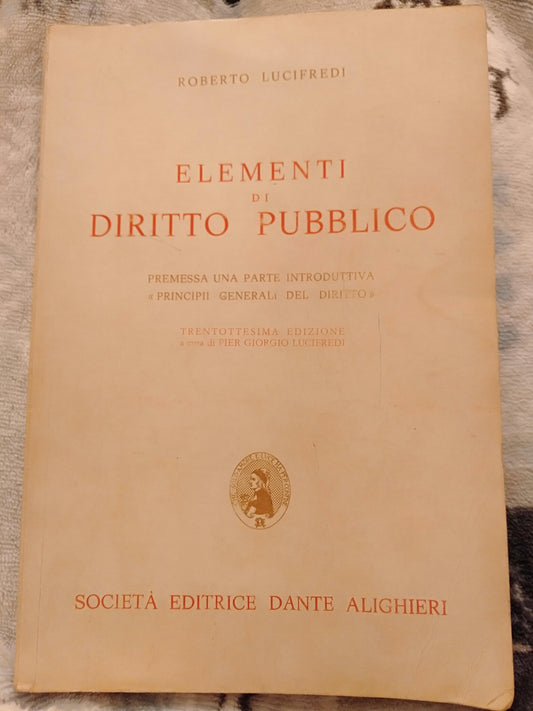 ROBERTO LUCIFREDI
ELEMENTI
DI
DIRITTO PUBBLICO
PREMESSA UNA PARTE INTRODUTTIVA
« PRINCIPII GENERALI DEL DIRITTO »
TRENTOTTESIMA EDIZIONE
a cura di PIER GIORGIO LUCIFREDI
SOCIETÀ EDITRICE DANTE ALIGHIERI